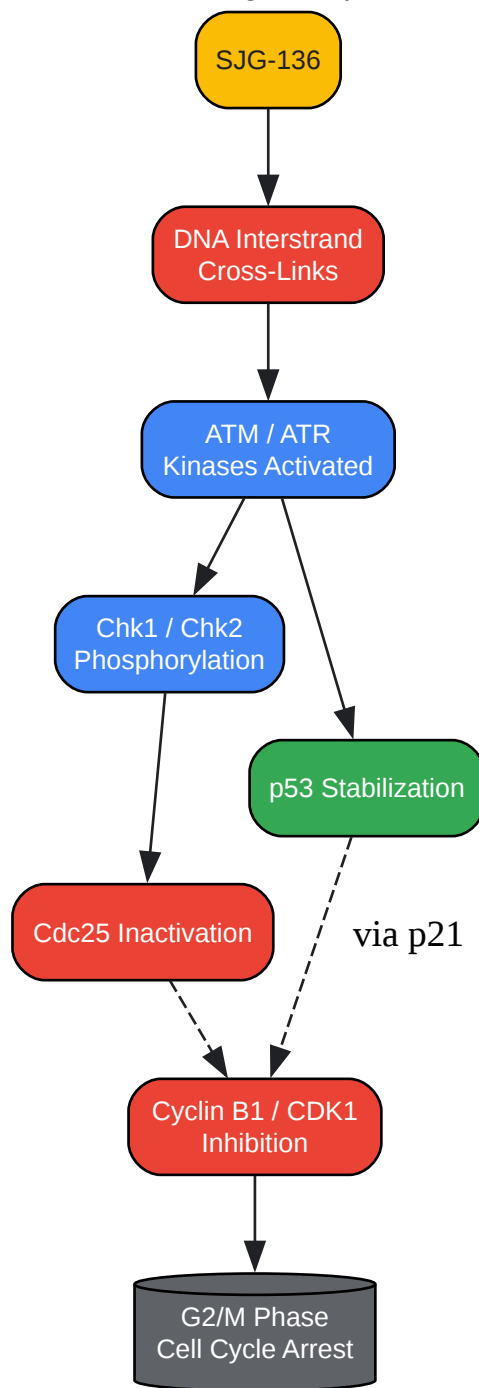 SJG-136
DNA Interstrand
Cross-Links
ATM / ATR
Kinases Activated
Chk1 / Chk2
Phosphorylation
p53 Stabilization
Cdc25 Inactivation
via p21
Cyclin B1 / CDK1
Inhibition
G2/M Phase
Cell Cycle Arrest